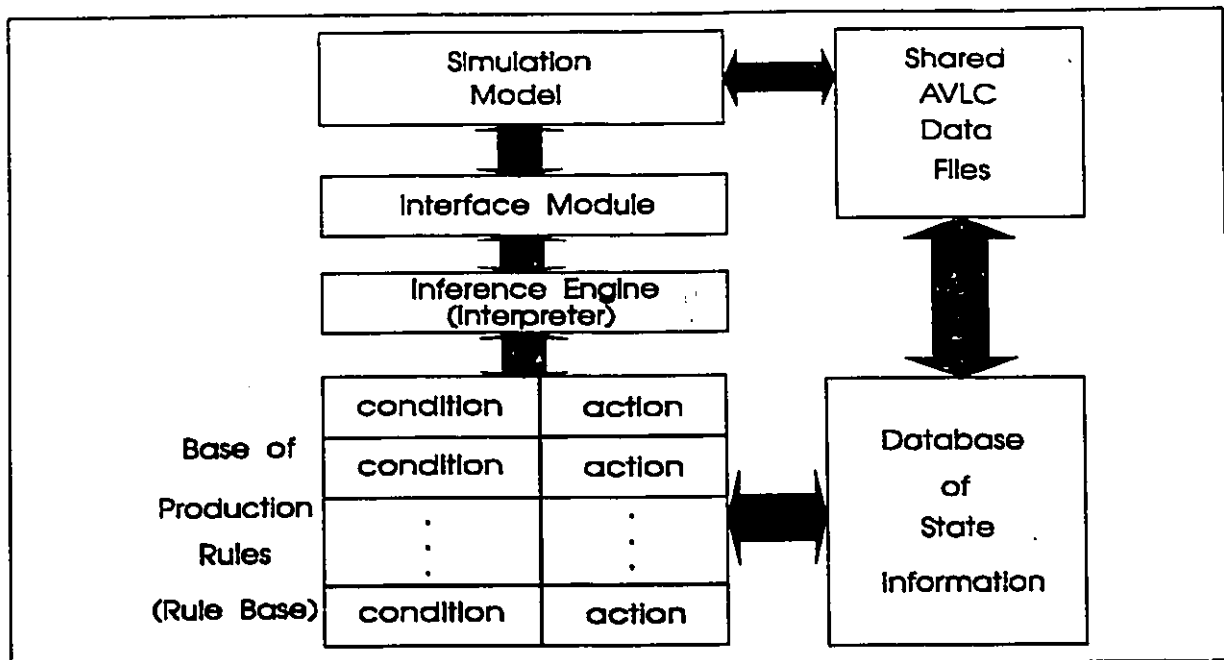 Simulation
Model
Shared
AVLC
Data
Files
Interface Module
Inference Engine
(Interpreter)
condition action
condition action
. .
. .
. .
condition action
Base of
Production
Rules
(Rule Base)
Database
of
State
Information